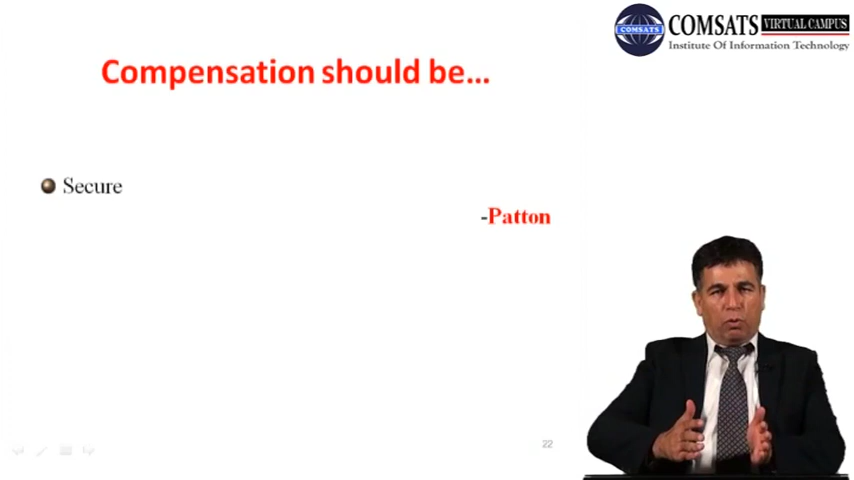 COMSATS VIRTUAL CAMPUS
COMSATS
Institute Of Information Technology
Compensation should be...
Secure
-Patton
22